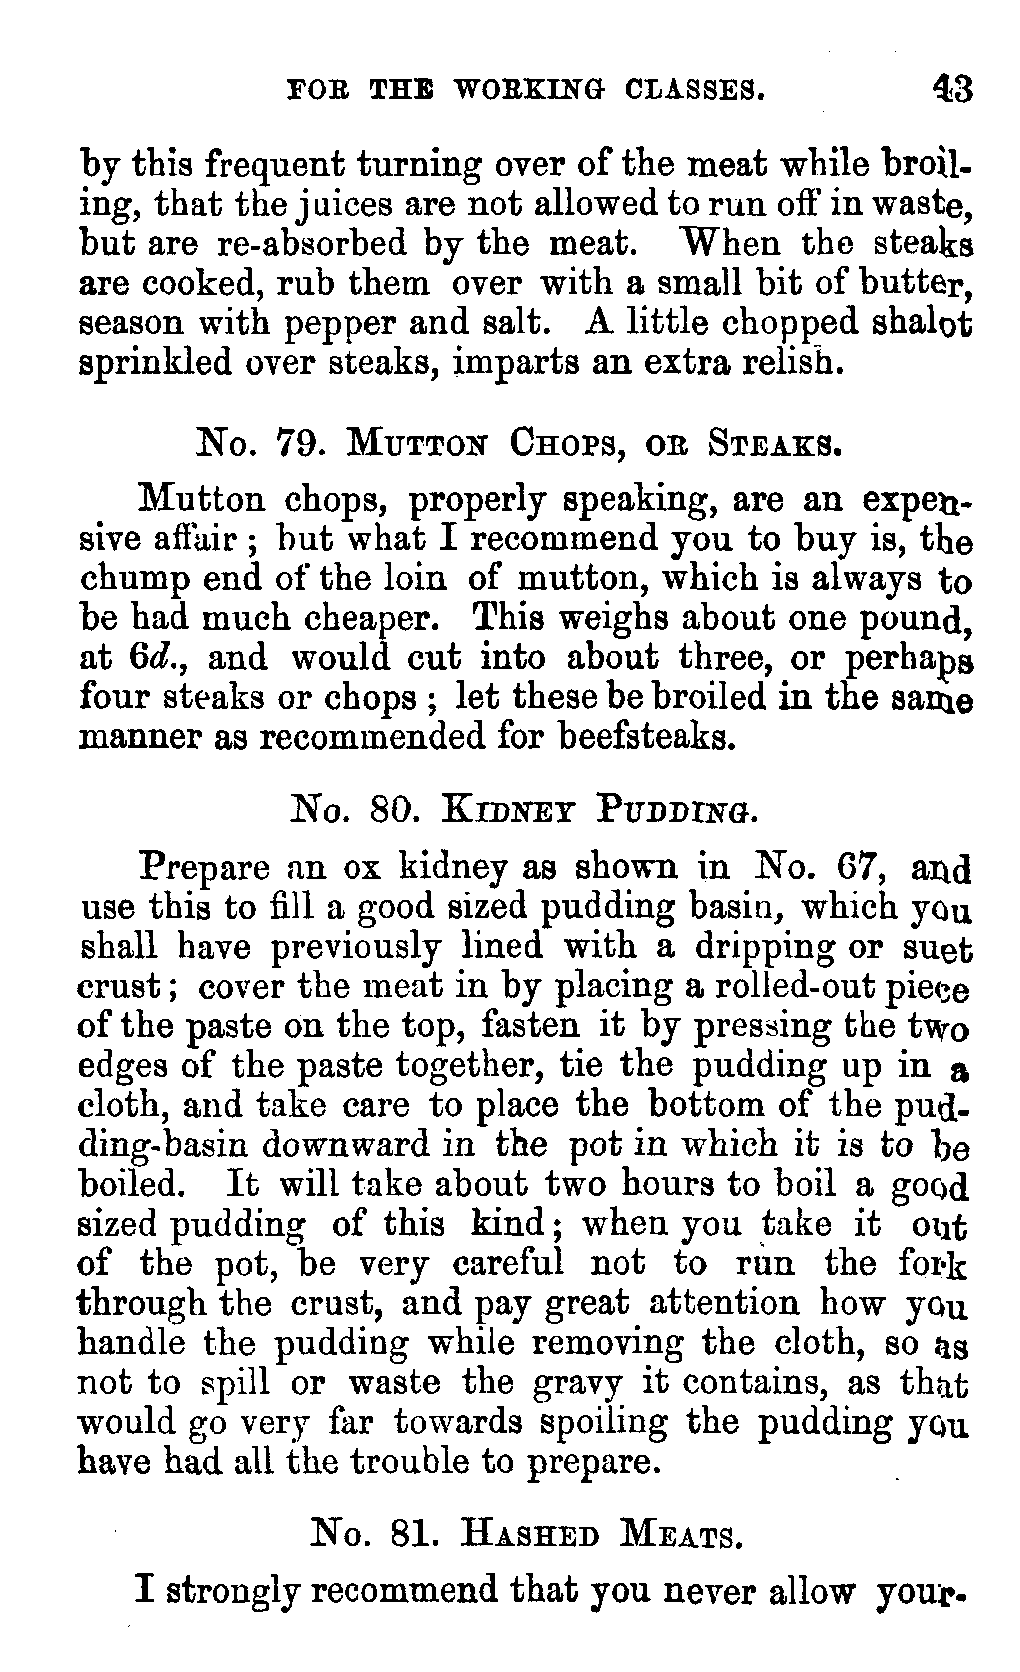 FOR THE WORKING CLASSES. 43
by this frequent turning over of the meat while broil-
ing, that the juices are not allowed to run off in waste,
but are re-absorbed by the meat. When the steaks
are cooked, rub them over with a small bit of butter,
season with pepper and salt. A little chopped shalot
sprinkled over steaks, imparts an extra relish.
No. 79. Mutton Chops, or Steaks.
Mutton chops, properly speaking, are an expen-
sive affair; but what I recommend you to buy is, the
chump end of the loin of mutton, which is always to
be had much cheaper. This weighs about one pound,
at 6d., and would cut into about three, or perhaps
four steaks or chops; let these be broiled in the same
manner as recommended for beefsteaks.
No. 80. Kidney Pudding.
Prepare an ox kidney as shown in No. 67, and
use this to fill a good sized pudding basin, which you
shall have previously lined with a dripping or suet
crust; cover the meat in by placing a rolled-out piece
of the paste on the top, fasten it by pressing the two
edges of the paste together, tie the pudding up in a
cloth, and take care to place the bottom of the pud-
ding-basin downward in the pot in which it is to be
boiled. It will take about two hours to boil a good
sized pudding of this kind; when you take it out
of the pot, be very careful not to run the fork
through the crust, and pay great attention how you
handle the pudding while removing the cloth, so as
not to spill or waste the gravy it contains, as that
would go very far towards spoiling the pudding you
have had all the trouble to prepare.
No. 81. Hashed Meats.
I strongly recommend that you never allow your-